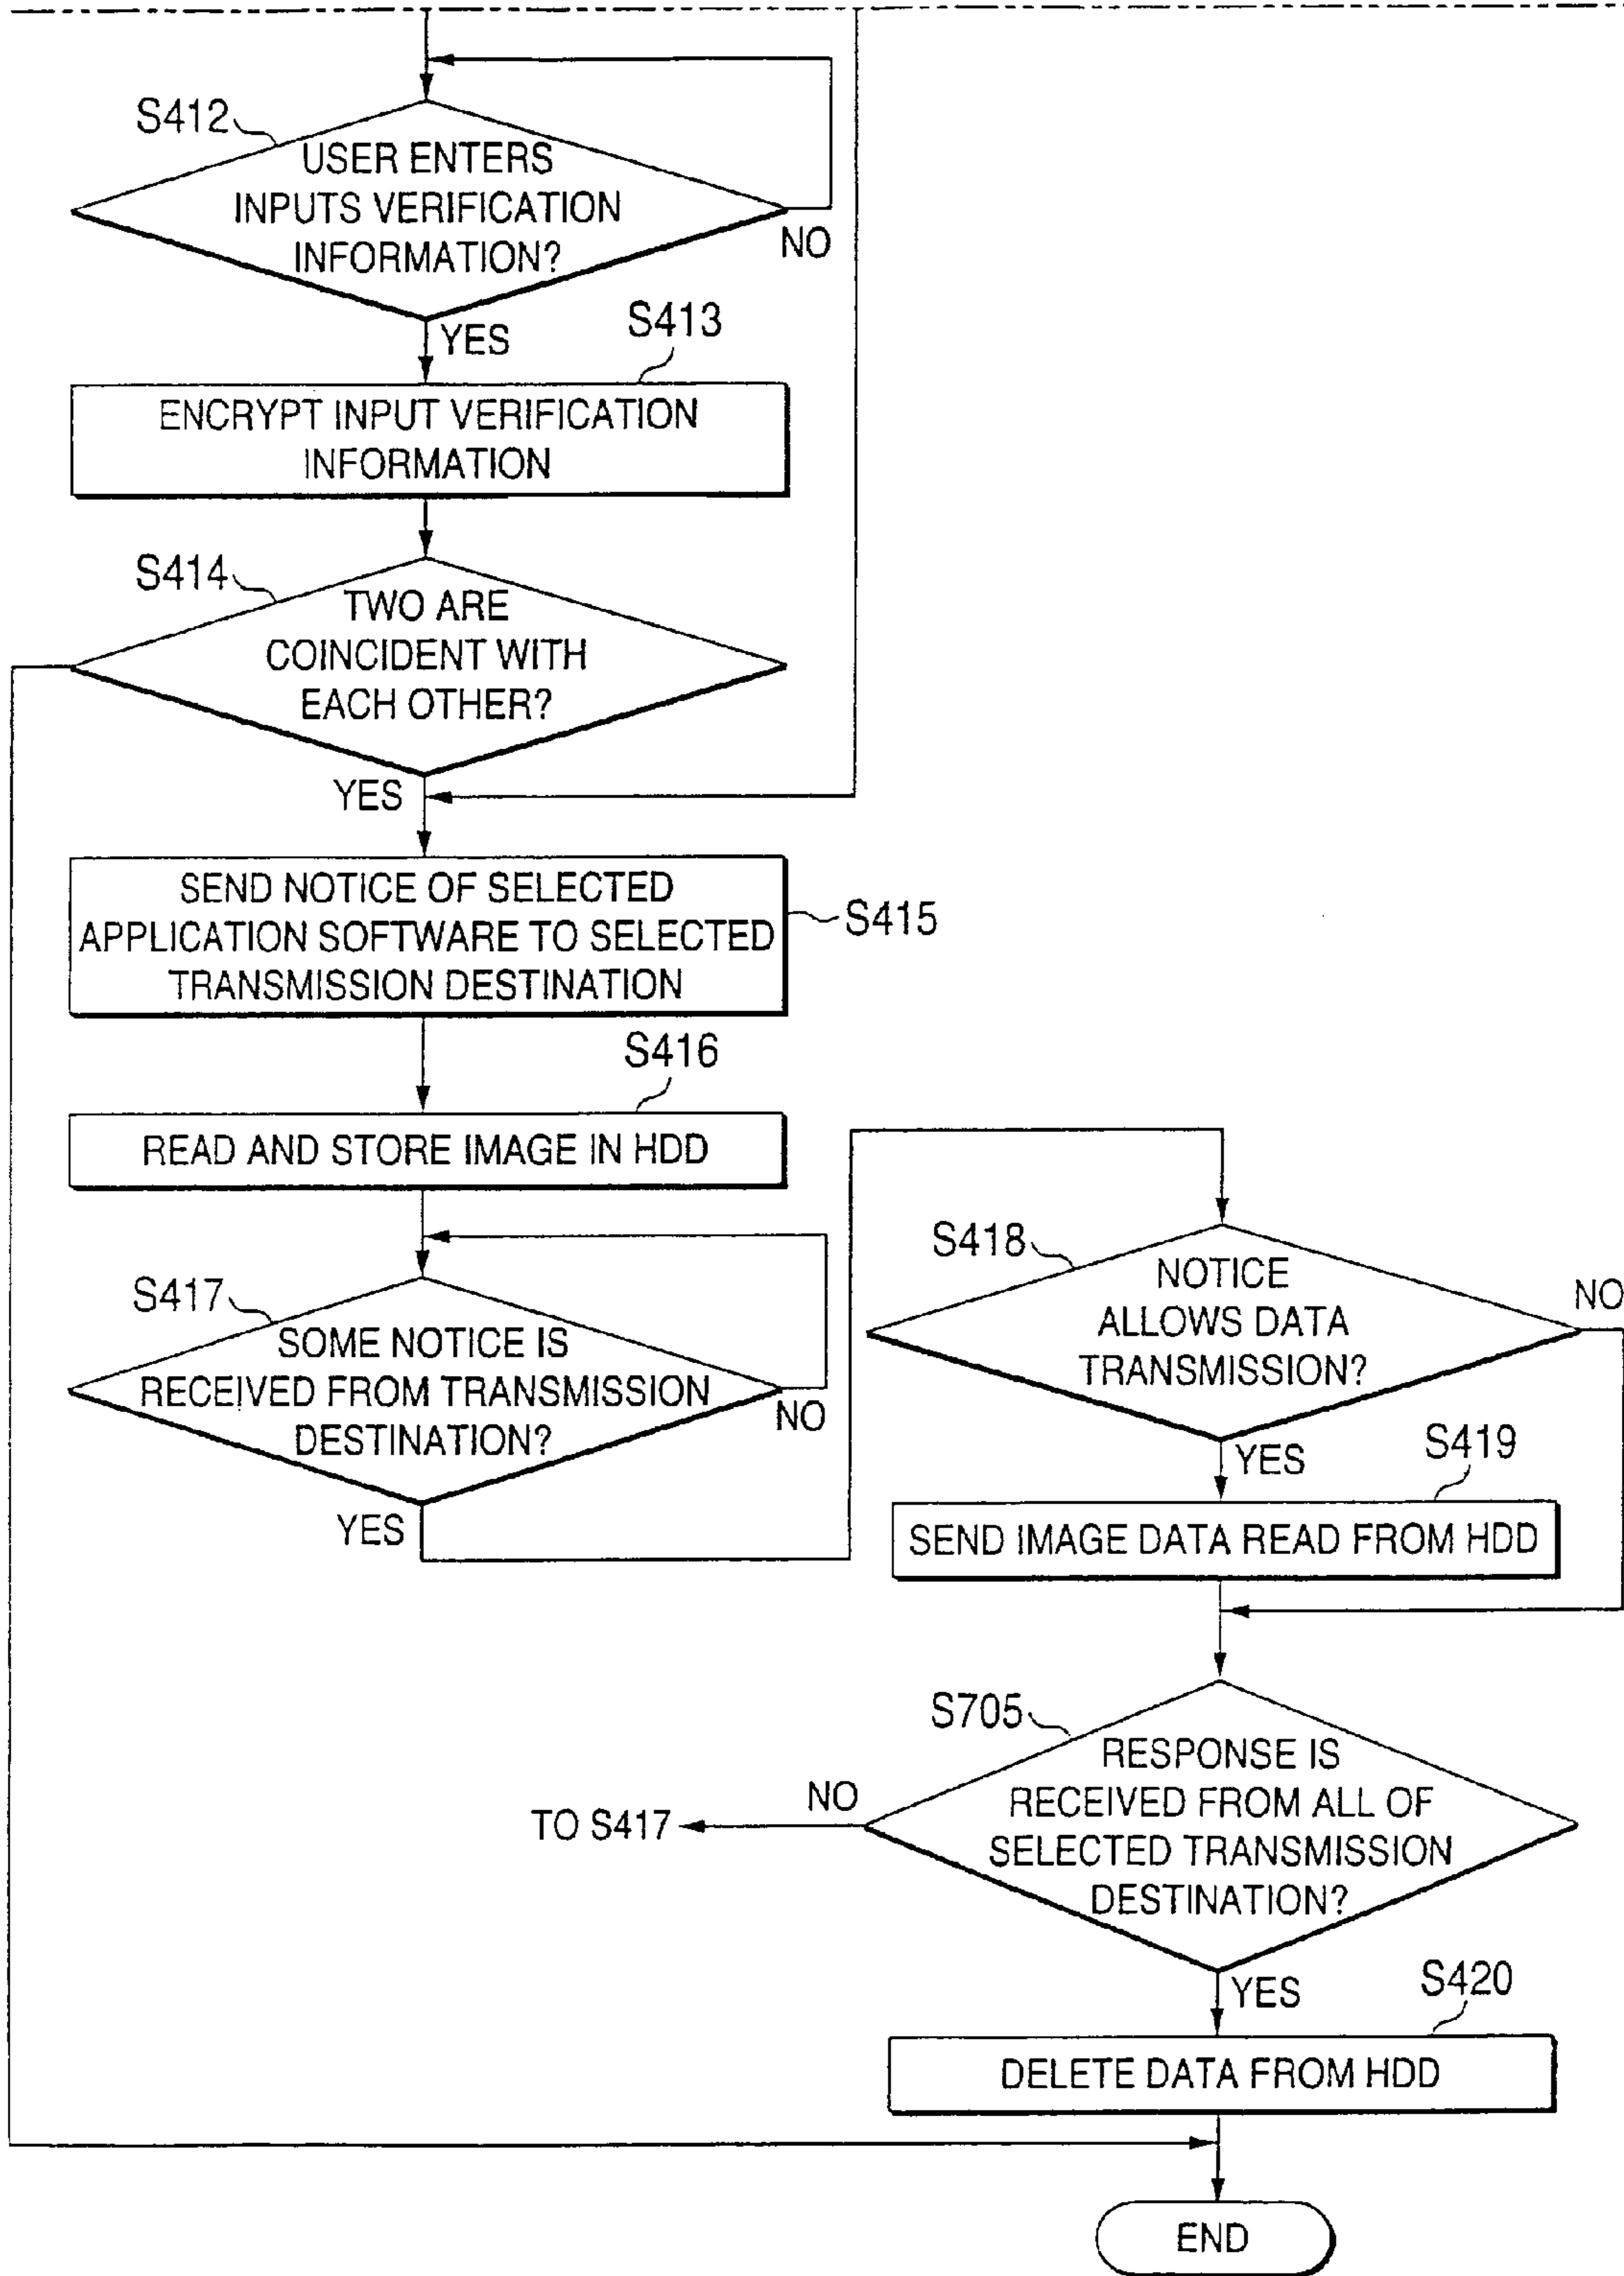 S412
USER ENTERS
INPUTS VERIFICATION
INFORMATION?
NO
YES
S413
ENCRYPT INPUT VERIFICATION
INFORMATION
S414
TWO ARE
COINCIDENT WITH
EACH OTHER?
YES
SEND NOTICE OF SELECTED
APPLICATION SOFTWARE TO SELECTED
TRANSMISSION DESTINATION
S415
S416
READ AND STORE IMAGE IN HDD
S417
SOME NOTICE IS
RECEIVED FROM TRANSMISSION
DESTINATION?
NO
YES
S418
NOTICE
ALLOWS DATA
TRANSMISSION?
NO
YES
S419
SEND IMAGE DATA READ FROM HDD
S705
RESPONSE IS
RECEIVED FROM ALL OF
SELECTED TRANSMISSION
DESTINATION?
NO
TO S417
YES
S420
DELETE DATA FROM HDD
END